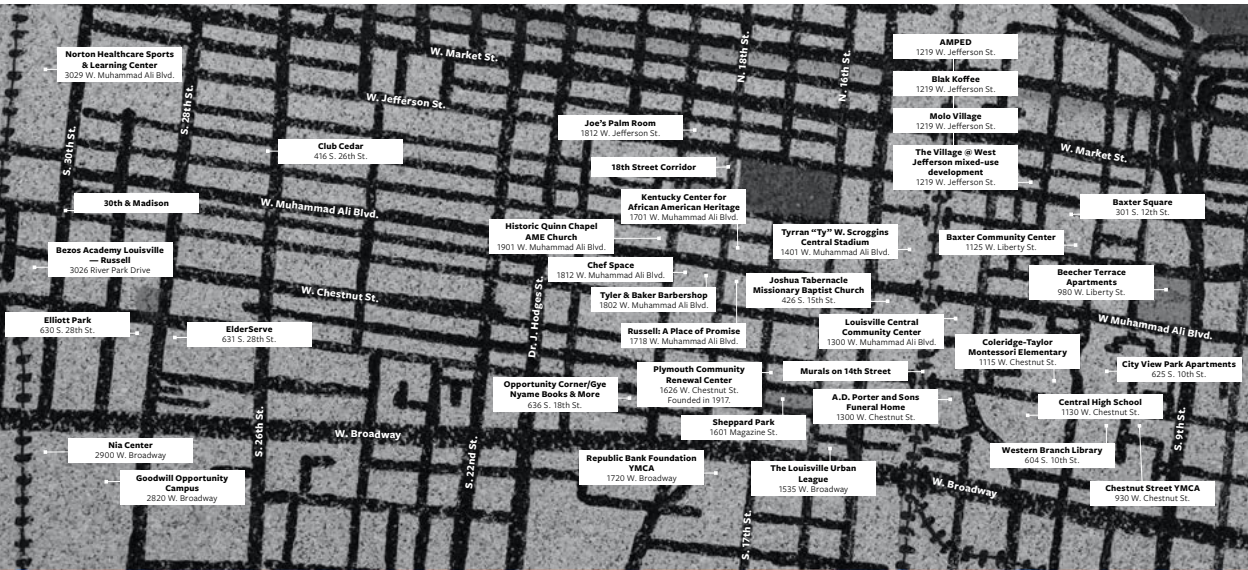 Norton Healthcare Sports
& Learning Center
3029 W. Muhammad Ali Blvd.
S. 28th St.
S. 30th St.
W. Market St.
W. Jefferson St.
Club Cedar
416 S. 26th St.
30th & Madison
W. Muhammad Ali Blvd.
Bezos Academy Louisville
— Russell
3026 River Park Drive
W. Chestnut St.
Elliott Park
630 S. 28th St.
ElderServe
631 S. 28th St.
S. 26th St.
W. Broadway
Nia Center
2900 W. Broadway
Goodwill Opportunity
Campus
2820 W. Broadway
S. 22nd St.
Dr. J. Hodges St.
N. 18th St.
N. 16th St.
Joe's Palm Room
1812 W. Jefferson St.
18th Street Corridor
Kentucky Center for
African American Heritage
1701 W. Muhammad Ali Blvd.
Historic Quinn Chapel
AME Church
1901 W. Muhammad Ali Blvd.
Chef Space
1812 W. Muhammad Ali Blvd.
Tyler & Baker Barbershop
1802 W. Muhammad Ali Blvd.
Russell: A Place of Promise
1718 W. Muhammad Ali Blvd.
Tyrran “Ty” W. Scroggins
Central Stadium
1401 W. Muhammad Ali Blvd.
Joshua Tabernacle
Missionary Baptist Church
426 S. 15th St.
Louisville Central
Community Center
1300 W. Muhammad Ali Blvd.
Plymouth Community
Renewal Center
1626 W. Chestnut St.
Founded in 1917.
Murals on 14th Street
Opportunity Corner/Gye
Nyame Books & More
636 S. 18th St.
A.D. Porter and Sons
Funeral Home
1300 W. Chestnut St.
Sheppard Park
1601 Magazine St.
Republic Bank Foundation
YMCA
1720 W. Broadway
The Louisville Urban
League
1535 W. Broadway
S. 17th St.
AMPED
1219 W. Jefferson St.
Blak Koffee
1219 W. Jefferson St.
Molo Village
1219 W. Jefferson St.
The Village @ West
Jefferson mixed-use
development
1219 W. Jefferson St.
W. Market St.
Baxter Square
301 S. 12th St.
Baxter Community Center
1125 W. Liberty St.
Beecher Terrace
Apartments
980 W. Liberty St.
W Muhammad Ali Blvd.
Coleridge-Taylor
Montessori Elementary
1115 W. Chestnut St.
City View Park Apartments
625 S. 10th St.
Central High School
1130 W. Chestnut St.
S. 9th St.
Western Branch Library
604 S. 10th St.
W. Broadway
Chestnut Street YMCA
930 W. Chestnut St.